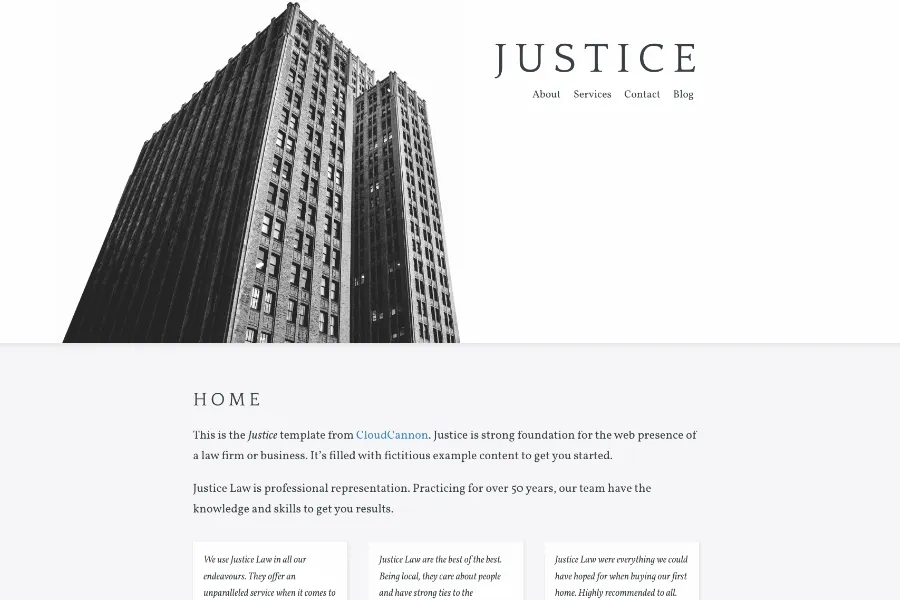 JUSTICE
About Services Contact Blog
HOME
This is the Justice template from CloudCannon. Justice is strong foundation for the web presence of
a law firm or business. It's filled with fictitious example content to get you started.
Justice Law is professional representation. Practicing for over 50 years, our team have the
knowledge and skills to get you results.
We use Justice Law in all our
endeavours. They offer an
unparalleled service when it comes to
Justice Law are the best of the best.
Being local, they care about people
and have strong ties to the
Justice Law were everything we could
have hoped for when buying our first
home. Highly recommended to all.